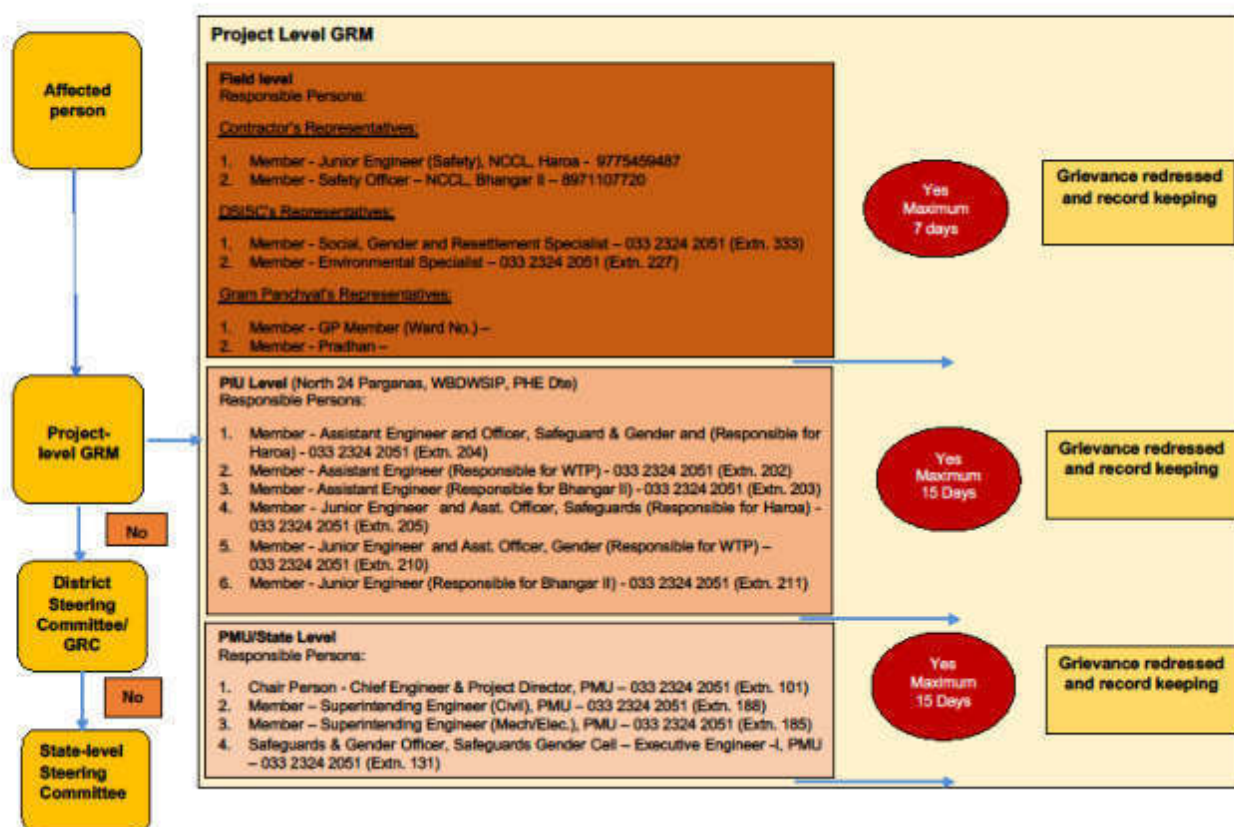 Affected
person
Project-
level GRM
No
District
Steering
Committee/
GRC
No
State-level
Steering
Committee
Project Level GRM
Field level
Responsible Persons:
Contractor's Representatives:
1. Member - Junior Engineer (Safety), NCCL, Haroa - 9775459487
2. Member - Safety Officer – NCCL, Bhangar II – 8971107720
DSISC's Representatives:
1. Member - Social, Gender and Resettlement Specialist – 033 2324 2051 (Extn. 333)
2. Member - Environmental Specialist – 033 2324 2051 (Extn. 227)
Gram Panchyat's Representatives:
1. Member - GP Member (Ward No.) –
2. Member - Pradhan –
Yes
Maximum
7 days
Grievance redressed
and record keeping
PIU Level (North 24 Parganas, WBDWSIP, PHE Dte)
Responsible Persons:
1. Member - Assistant Engineer and Officer, Safeguard & Gender and (Responsible for
Haroa) - 033 2324 2051 (Extn. 204)
2. Member - Assistant Engineer (Responsible for WTP) - 033 2324 2051 (Extn. 202)
3. Member - Assistant Engineer (Responsible for Bhangar II) - 033 2324 2051 (Extn. 203)
4. Member - Junior Engineer and Asst. Officer, Safeguards (Responsible for Haroa) -
033 2324 2051 (Extn. 205)
5. Member - Junior Engineer and Asst. Officer, Gender (Responsible for WTP) –
033 2324 2051 (Extn. 210)
6. Member - Junior Engineer (Responsible for Bhangar II) - 033 2324 2051 (Extn. 211)
Yes
Maximum
15 Days
Grievance redressed
and record keeping
PMU/State Level
Responsible Persons:
1. Chair Person - Chief Engineer & Project Director, PMU – 033 2324 2051 (Extn. 101)
2. Member – Superintending Engineer (Civil), PMU – 033 2324 2051 (Extn. 188)
3. Member – Superintending Engineer (Mech/Elec.), PMU – 033 2324 2051 (Extn. 185)
4. Safeguards & Gender Officer, Safeguards Gender Cell – Executive Engineer -I, PMU
– 033 2324 2051 (Extn. 131)
Yes
Maximum
15 Days
Grievance redressed
and record keeping